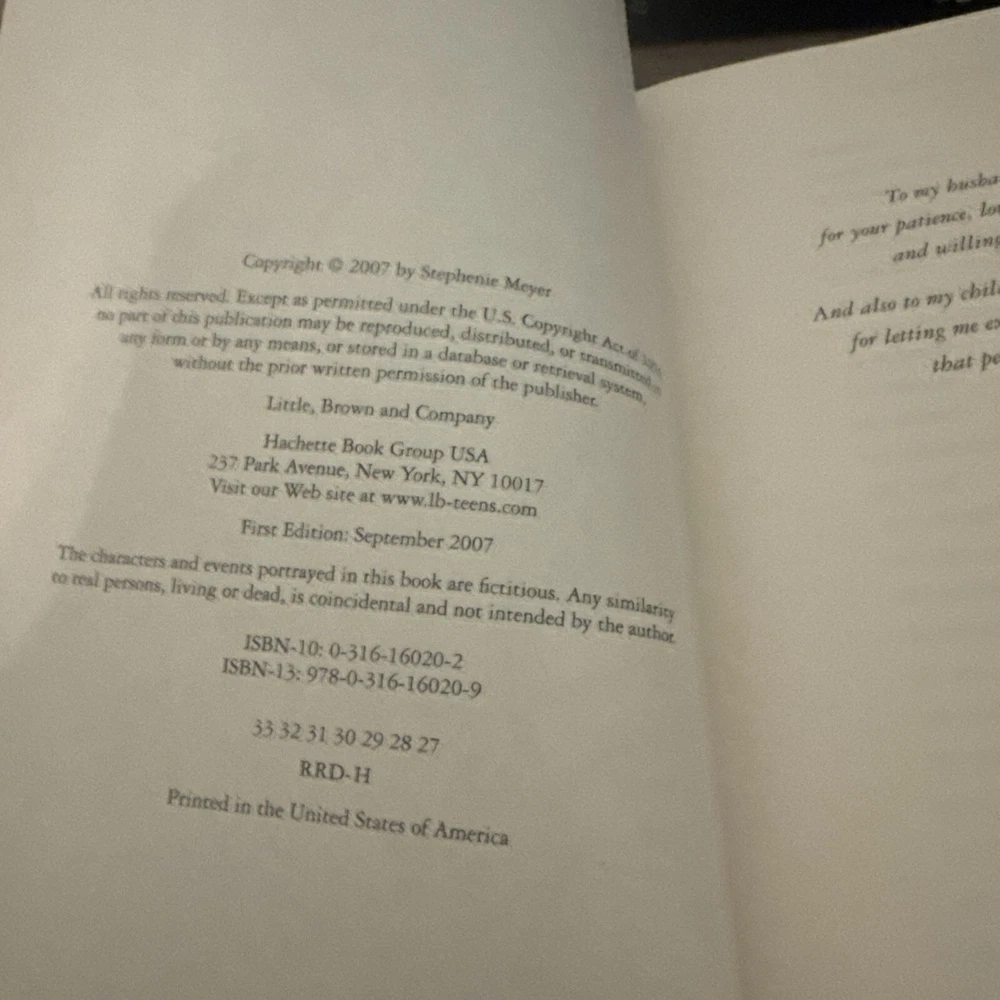 Copyright © 2007 by Stephenie Meyer
All rights reserved. Except as permitted under the U.S. Copyright Act of
no part of this publication may be reproduced, distributed, or transmitted in
any form or by any means, or stored in a database or retrieval system,
without the prior written permission of the publisher.
Little, Brown and Company
Hachette Book Group USA
237 Park Avenue, New York, NY 10017
Visit our Web site at www.lb-teens.com
First Edition: September 2007
The characters and events portrayed in this book are fictitious. Any similarity
to real persons, living or dead, is coincidental and not intended by the author.
ISBN-10: 0-316-16020-2
ISBN-13: 978-0-316-16020-9
33 32 31 30 29 28 27
RRD-H
Printed in the United States of America
To my husba
for your patience, lo
and willing
And also to my chil
for letting me ex
that pe